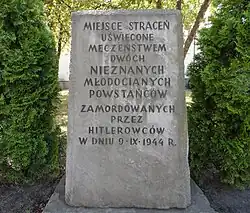 MIEJSCE STRACEŃ
UŚWIĘCONE
MĘCZEŃSTWEM
DWÓCH
NIEZNANYCH
MŁODOCIANYCH
POWSTAŃCÓW
ZAMORDOWANYCH
PRZEZ
HITLEROWCÓW
W DNIU 9-IX-1944 R.